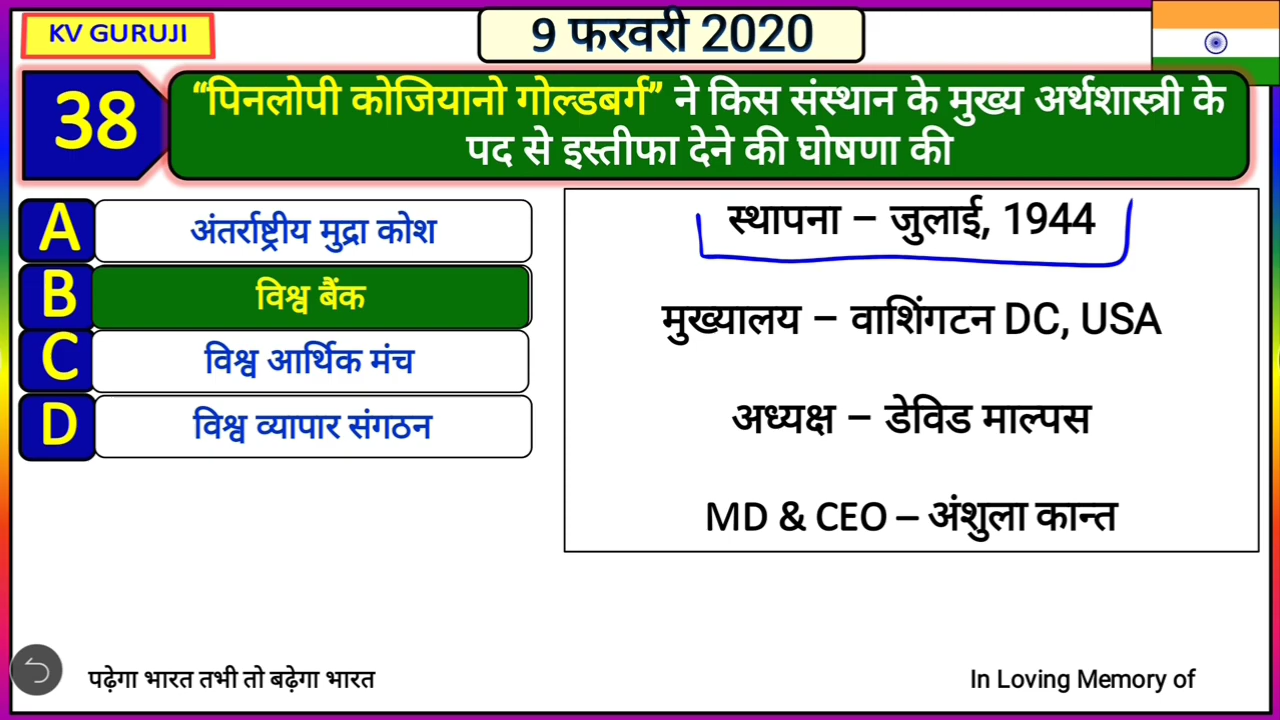 KV GURUJI
9 फरवरी 2020
38
“पिनलोपी कोजियानो गोल्डबर्ग” ने किस संस्थान के मुख्य अर्थशास्त्री के
पद से इस्तीफा देने की घोषणा की
A अंतर्राष्ट्रीय मुद्रा कोश
B विश्व बैंक
C विश्व आर्थिक मंच
D विश्व व्यापार संगठन
स्थापना – जुलाई, 1944
मुख्यालय – वाशिंगटन DC, USA
अध्यक्ष – डेविड माल्पस
MD & CEO – अंशुला कान्त
पढ़ेगा भारत तभी तो बढ़ेगा भारत
In Loving Memory of